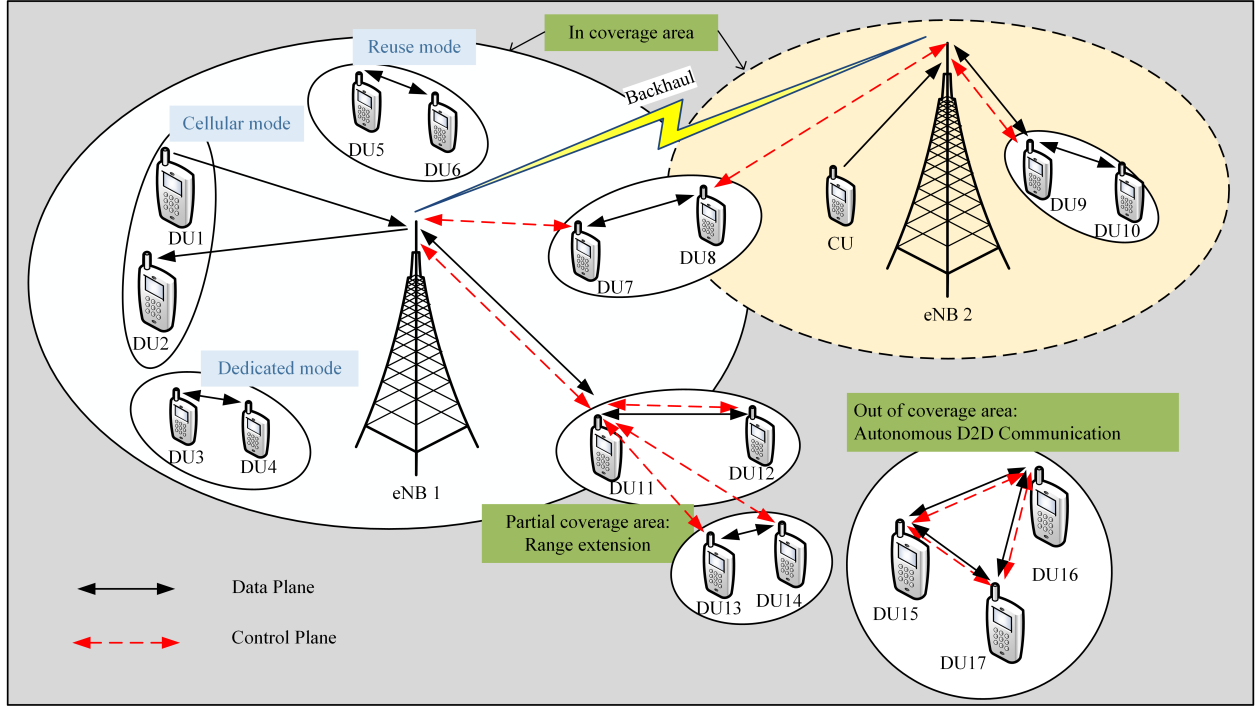 In coverage area
Reuse mode
Backhaul
Cellular mode
DU5
DU6
DU1
DU2
DU7
DU8
CU
DU9
DU10
eNB 2
Dedicated mode
DU3
DU4
eNB 1
DU11
DU12
Out of coverage area:
Autonomous D2D Communication
Partial coverage area:
Range extension
DU13
DU14
DU15
DU16
DU17
Data Plane
Control Plane